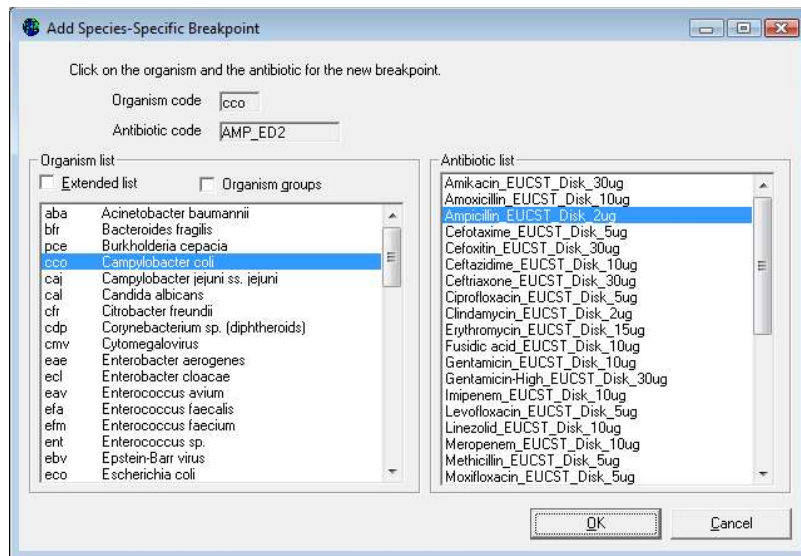 Add Species-Specific Breakpoint
Click on the organism and the antibiotic for the new breakpoint.
Organism code cco
Antibiotic code AMP_ED2
Organism list
Extended list Organism groups
aba Acinetobacter baumannii
bfr Bacteroides fragilis
pce Burkholderia cepacia
cco Campylobacter coli
caj Campylobacter jejuni ss. jejuni
cal Candida albicans
cfr Citrobacter freundii
cdp Corynebacterium sp. (diphtheroids)
cmv Cytomegalovirus
eae Enterobacter aerogenes
ecl Enterobacter cloacae
eav Enterococcus avium
efa Enterococcus faecalis
efm Enterococcus faecium
ent Enterococcus sp.
ebv Epstein-Barr virus
eco Escherichia coli
Antibiotic list
Amikacin_EUCST_Disk_30ug
Amoxicillin_EUCST_Disk_10ug
Ampicillin_EUCST_Disk_2ug
Cefotaxime_EUCST_Disk_5ug
Cefoxitin_EUCST_Disk_30ug
Ceftazidime_EUCST_Disk_10ug
Ceftriaxone_EUCST_Disk_30ug
Ciprofloxacin_EUCST_Disk_5ug
Clindamycin_EUCST_Disk_2ug
Erythromycin_EUCST_Disk_15ug
Fusidic acid_EUCST_Disk_10ug
Gentamicin_EUCST_Disk_10ug
Gentamicin-High_EUCST_Disk_30ug
Imipenem_EUCST_Disk_10ug
Levofloxacin_EUCST_Disk_5ug
Linezolid_EUCST_Disk_10ug
Meropenem_EUCST_Disk_10ug
Methicillin_EUCST_Disk_5ug
Moxifloxacin_EUCST_Disk_5ug
OK Cancel